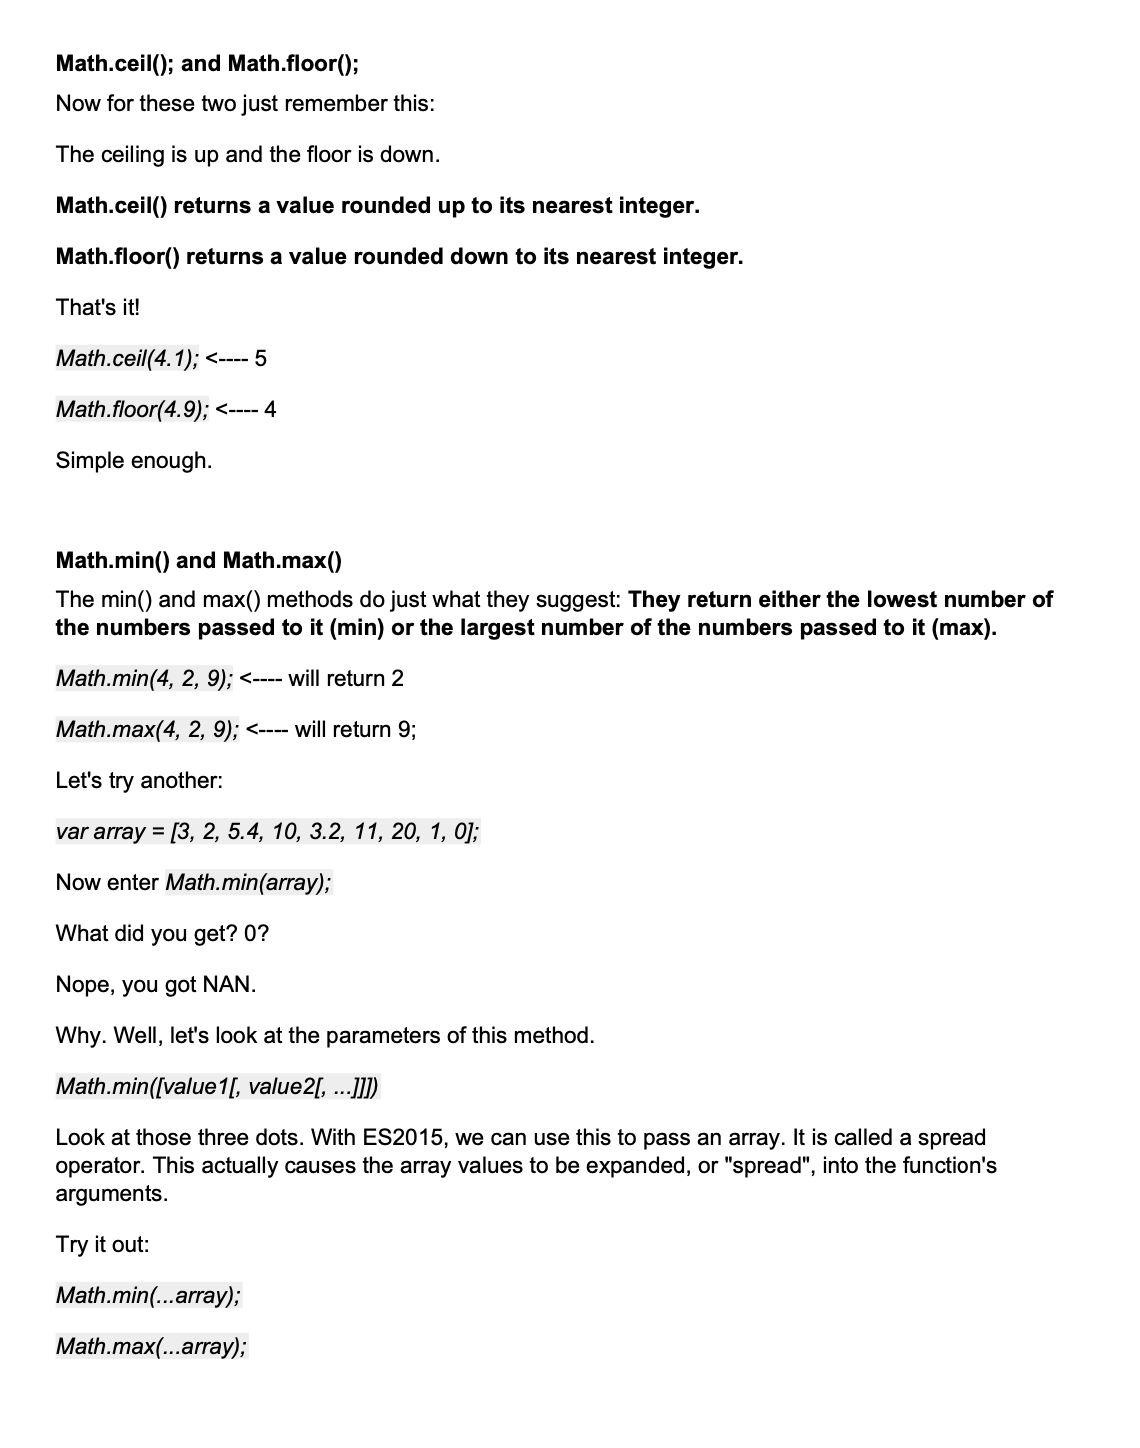 Math.ceil(); and Math.floor();
Now for these two just remember this:
The ceiling is up and the floor is down.
Math.ceil() returns a value rounded up to its nearest integer.
Math.floor() returns a value rounded down to its nearest integer.
That's it!
Math.ceil(4.1); <---- 5
Math.floor(4.9); <---- 4
Simple enough.
Math.min() and Math.max()
The min() and max() methods do just what they suggest: They return either the lowest number of
the numbers passed to it (min) or the largest number of the numbers passed to it (max).
Math.min(4, 2, 9); <---- will return 2
Math.max(4, 2, 9); <---- will return 9;
Let's try another:
var array = [3, 2, 5.4, 10, 3.2, 11, 20, 1, 0];
Now enter Math.min(array);
What did you get? 0?
Nope, you got NAN.
Why. Well, let's look at the parameters of this method.
Math.min([value1[, value2[, ...]]])
Look at those three dots. With ES2015, we can use this to pass an array. It is called a spread
operator. This actually causes the array values to be expanded, or "spread", into the function's
arguments.
Try it out:
Math.min(...array);
Math.max(...array);